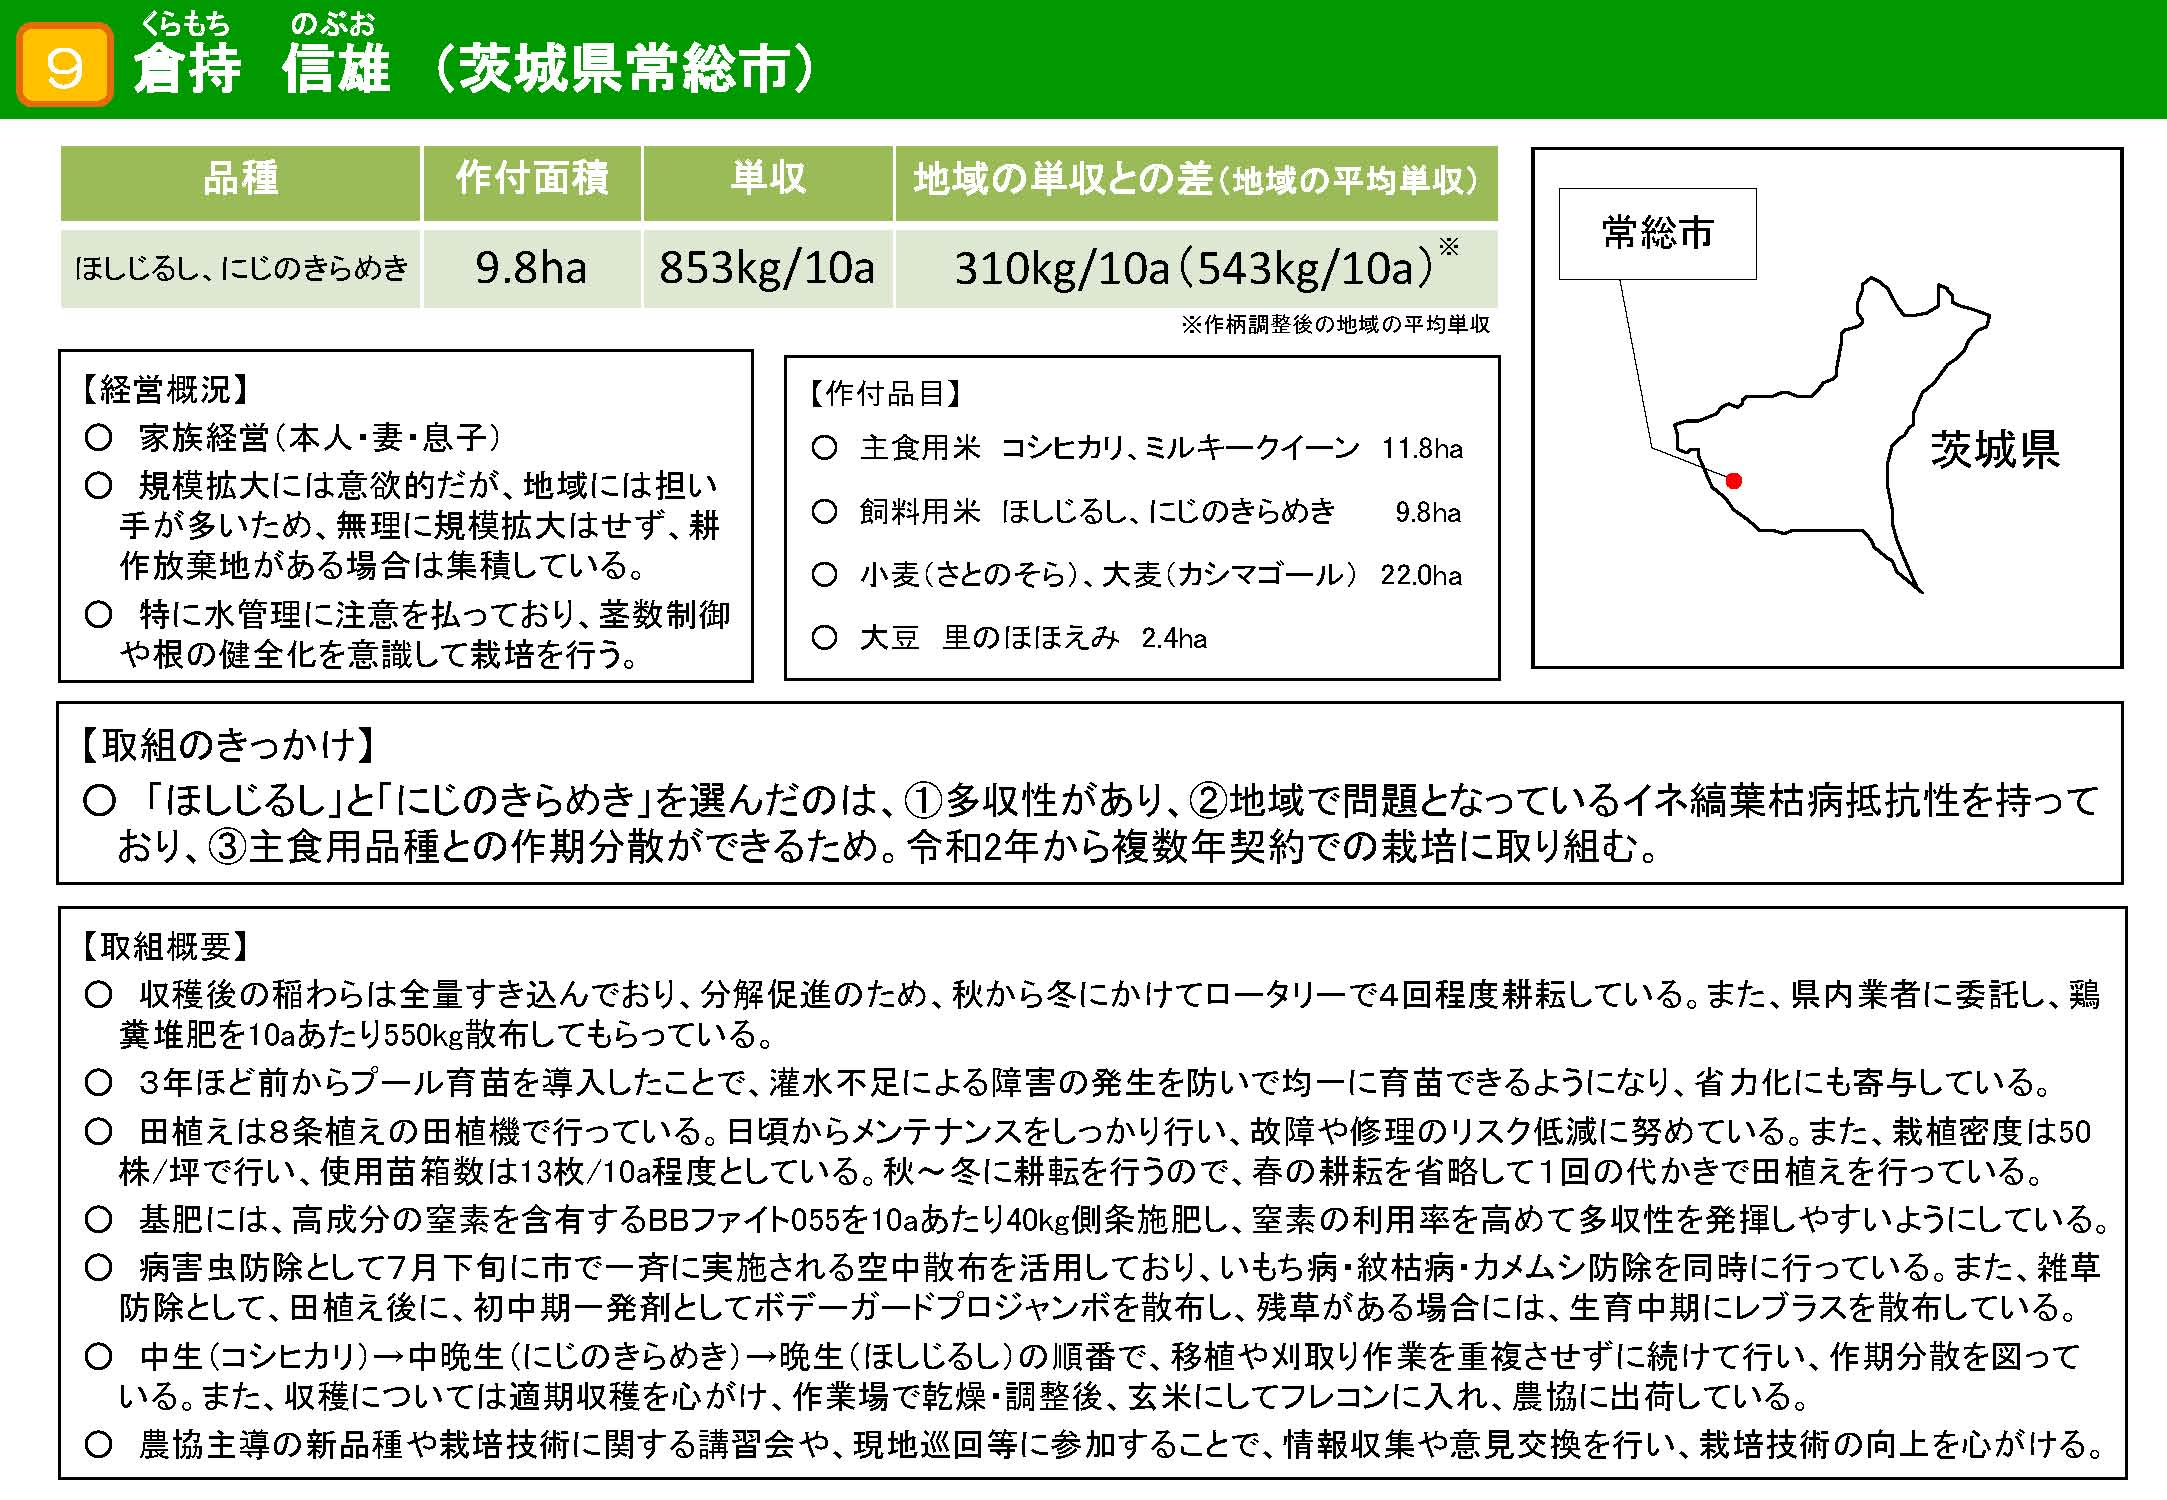 くらもち　のぶお
9 倉持　信雄　（茨城県常総市）
品種　作付面積　単収　地域の単収との差（地域の平均単収）
ほしじるし、にじのきらめき　9.8ha　853kg/10a　310kg/10a（543kg/10a）※
※作柄調整後の地域の平均単収
【経営概況】
○　家族経営（本人・妻・息子）
○　規模拡大には意欲的だが、地域には担い
手が多いため、無理に規模拡大はせず、耕
作放棄地がある場合は集積している。
○　特に水管理に注意を払っており、茎数制御
や根の健全化を意識して栽培を行う。
【作付品目】
○　主食用米　コシヒカリ、ミルキークイーン　11.8ha
○　飼料用米　ほしじるし、にじのきらめき　9.8ha
○　小麦（さとのそら）、大麦（カシマゴール）　22.0ha
○　大豆　里のほほえみ　2.4ha
常総市
茨城県
【取組のきっかけ】
○　「ほしじるし」と「にじのきらめき」を選んだのは、①多収性があり、②地域で問題となっているイネ縞葉枯病抵抗性を持って
おり、③主食用品種との作期分散ができるため。令和2年から複数年契約での栽培に取り組む。
【取組概要】
○　収穫後の稲わらは全量すき込んでおり、分解促進のため、秋から冬にかけてロータリーで４回程度耕耘している。また、県内業者に委託し、鶏
糞堆肥を10aあたり550kg散布してもらっている。
○　３年ほど前からプール育苗を導入したことで、灌水不足による障害の発生を防いで均一に育苗できるようになり、省力化にも寄与している。
○　田植えは８条植えの田植機で行っている。日頃からメンテナンスをしっかり行い、故障や修理のリスク低減に努めている。また、栽植密度は50
株/坪で行い、使用苗箱数は13枚/10a程度としている。秋～冬に耕転を行うので、春の耕耘を省略して１回の代かきで田植えを行っている。
○　基肥には、高成分の窒素を含有するBBファイト055を10aあたり40kg側条施肥し、窒素の利用率を高めて多収性を発揮しやすいようにしている。
○　病害虫防除として７月下旬に市で一斉に実施される空中散布を活用しており、いもち病・紋枯病・カメムシ防除を同時に行っている。また、雑草
防除として、田植え後に、初中期一発剤としてボデーガードプロジャンボを散布し、残草がある場合には、生育中期にレブラスを散布している。
○　中生（コシヒカリ）→中晩生（にじのきらめき）→晩生（ほしじるし）の順番で、移植や刈取り作業を重複させずに続けて行い、作期分散を図って
いる。また、収穫については適期収穫を心がけ、作業場で乾燥・調整後、玄米にしてフレコンに入れ、農協に出荷している。
○　農協主導の新品種や栽培技術に関する講習会や、現地巡回等に参加することで、情報収集や意見交換を行い、栽培技術の向上を心がける。